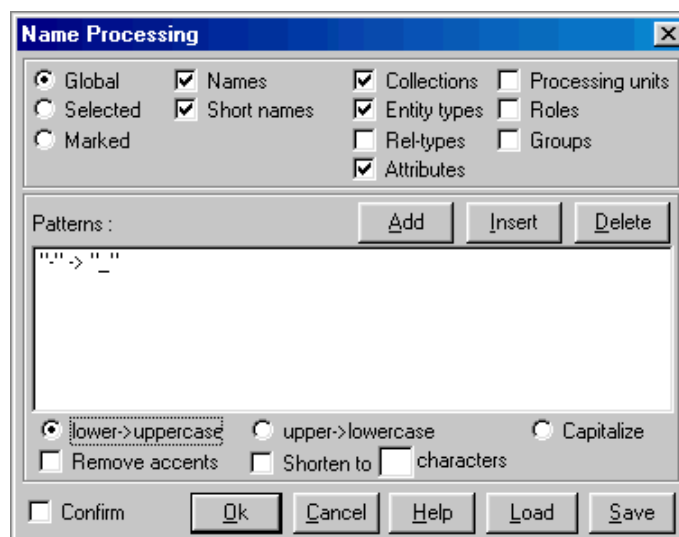 Name Processing
Global Names Collections Processing units
Selected Short names Entity types Roles
Marked Rel-types Groups
Attributes
Patterns : Add Insert Delete
"-" -> "_"
lower->uppercase upper->lowercase Capitalize
Remove accents Shorten to characters
Confirm Ok Cancel Help Load Save